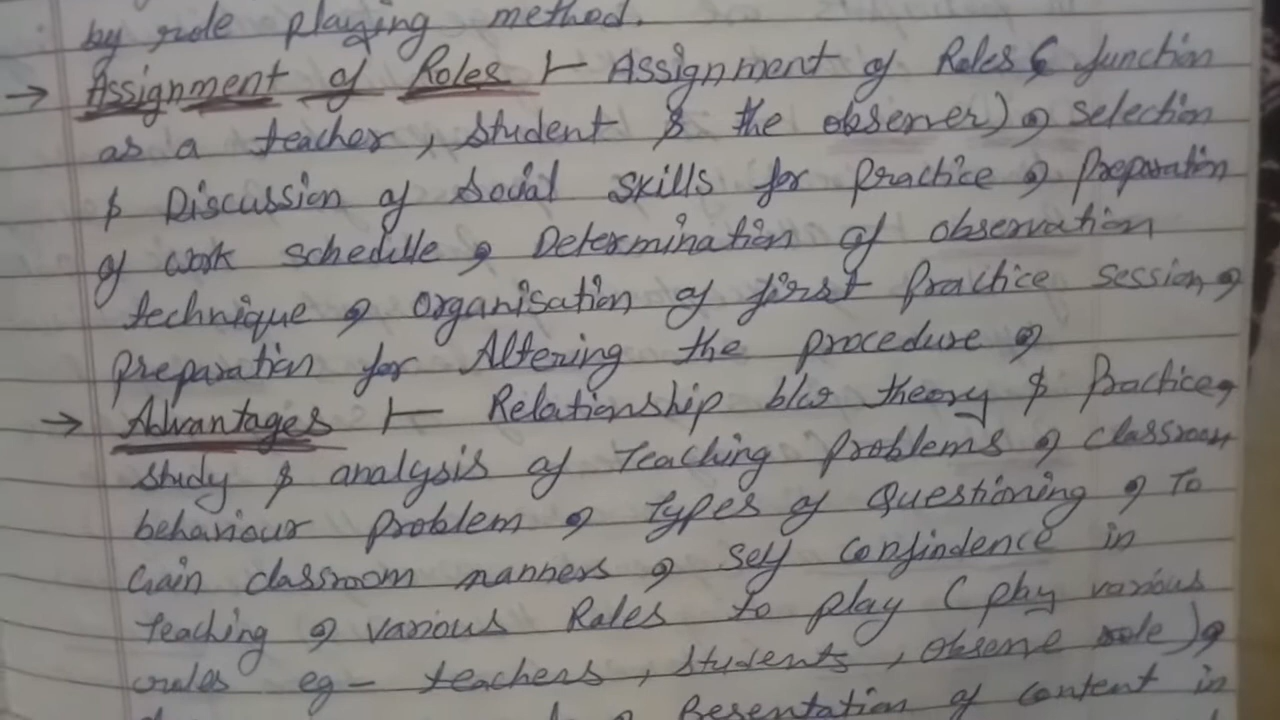 by role playing method.
→ Assignment of Roles ⊢ Assignment of Roles ( function
as a teacher, student & the observer), selection
& Discussion of social skills for practice, preparation
of work schedule, Determination of observation
technique, organisation of first practice session,
preparation for Altering the procedure,
→ Advantages ⊢ Relationship b/w theory & Practice,
study & analysis of Teaching problems, classroom
behaviour problem, types of Questioning, To
Gain classroom manners, self confindence in
teaching, various Roles to play ( play various
rules eg- teachers, students, observe role),
Presentation of content in